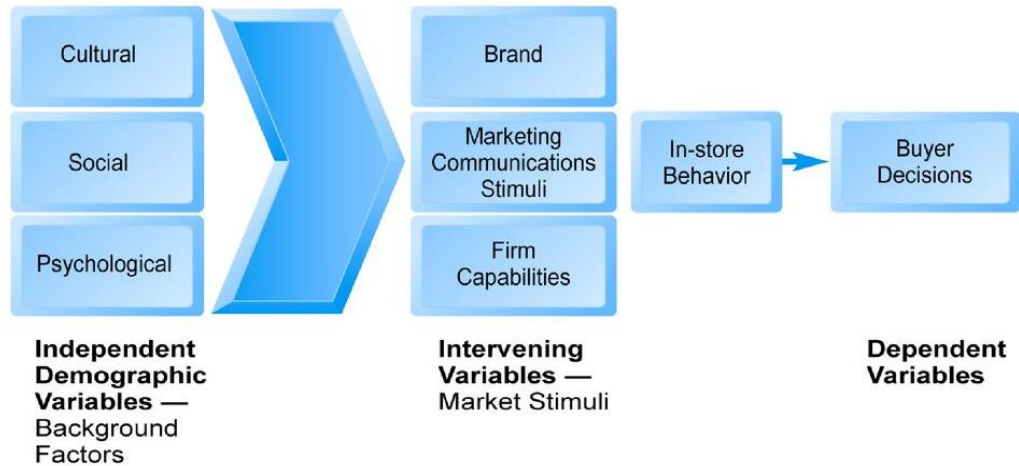 Cultural
Social
Psychological
Brand
Marketing
Communications
Stimuli
Firm
Capabilities
In-store
Behavior
Buyer
Decisions
Independent
Demographic
Variables —
Background
Factors
Intervening
Variables —
Market Stimuli
Dependent
Variables